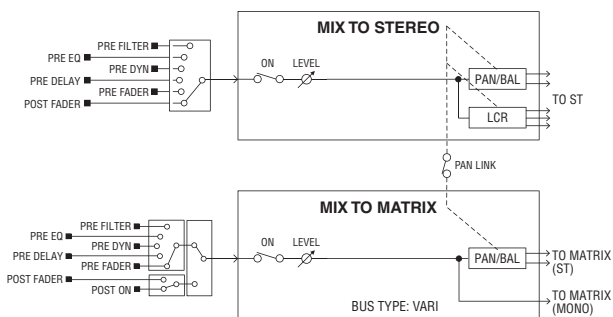 MIX TO STEREO
PRE FILTER
PRE EQ
PRE DYN
PRE DELAY
PRE FADER
POST FADER
ON LEVEL
PAN/BAL
LCR
TO ST
PAN LINK
MIX TO MATRIX
PRE FILTER
PRE EQ
PRE DYN
PRE DELAY
PRE FADER
POST FADER
POST ON
ON LEVEL
PAN/BAL
TO MATRIX
(ST)
TO MATRIX
(MONO)
BUS TYPE: VARI